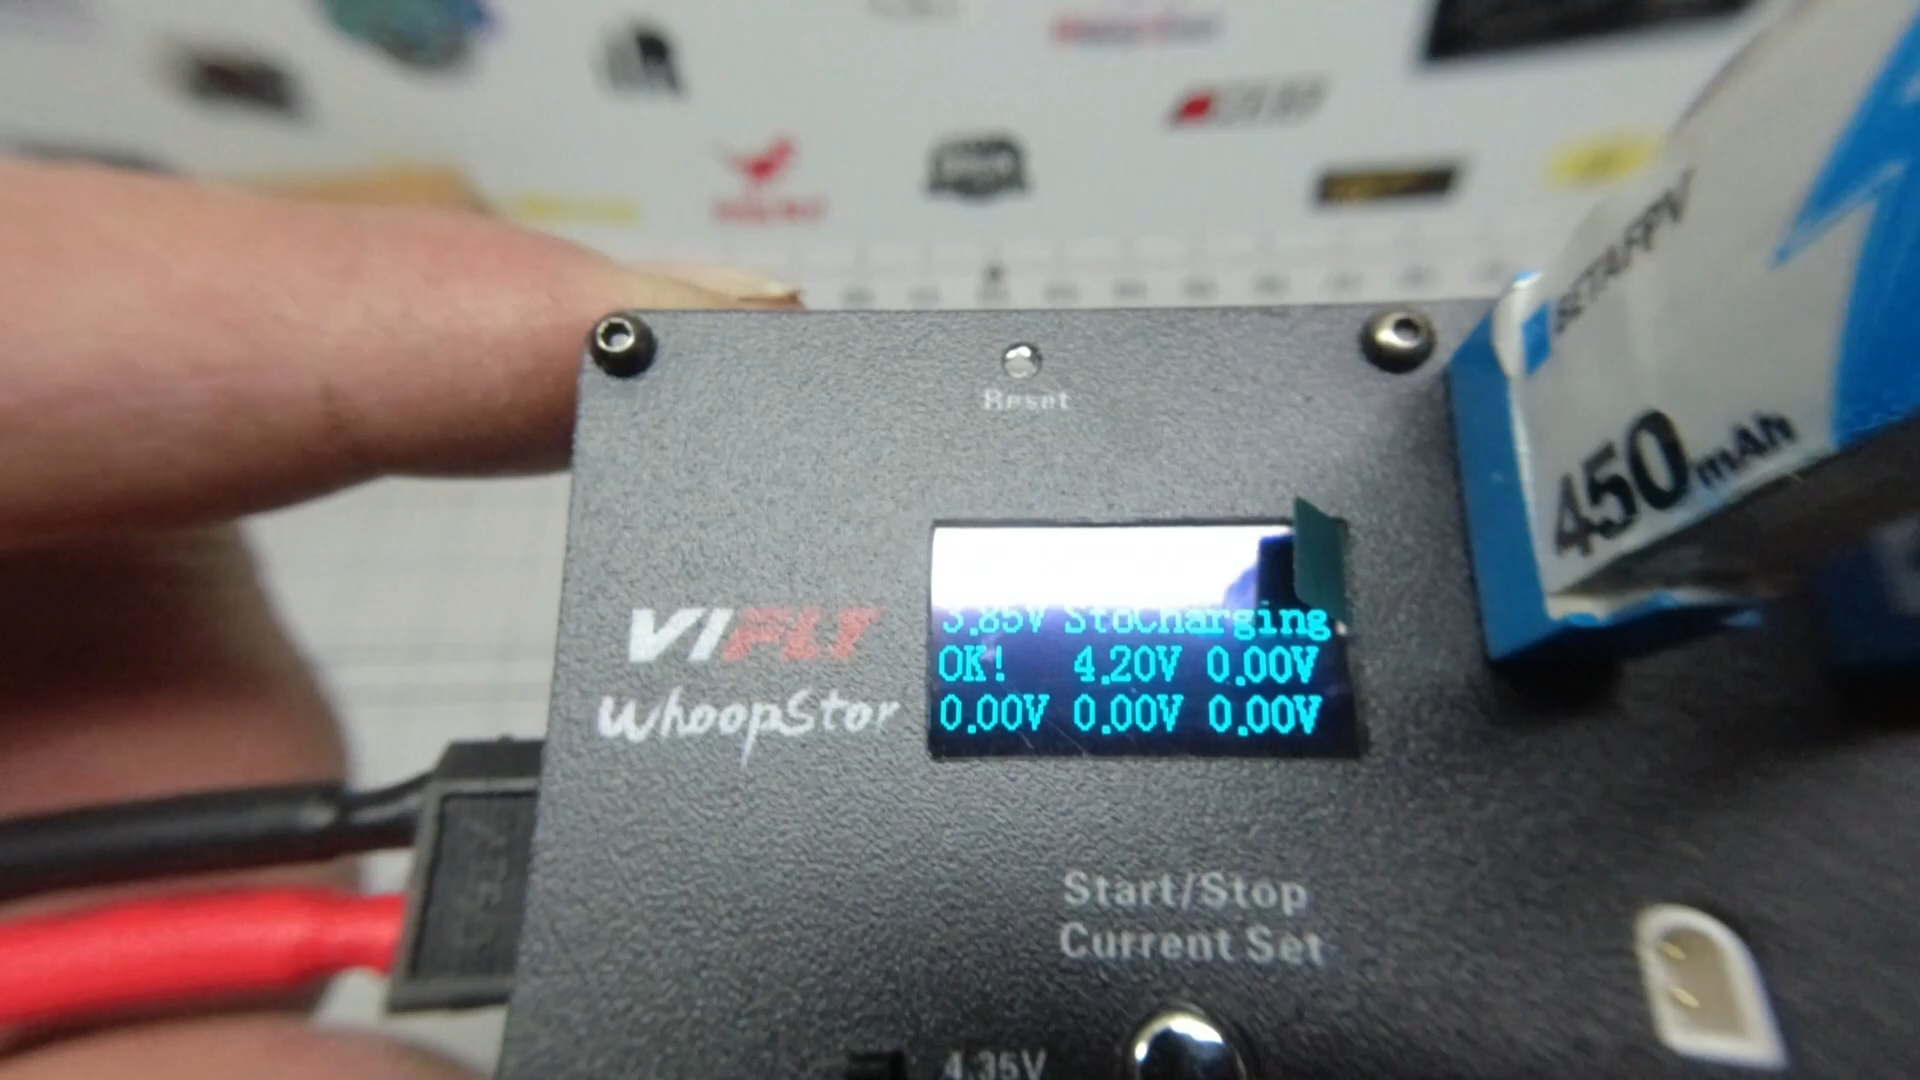 Reset
BETAFPV
450mAh
VIFLY
WhoopStor
3.85V StoCharging
OK! 4.20V 0.00V
0.00V 0.00V 0.00V
Start/Stop
Current Set
4.35V